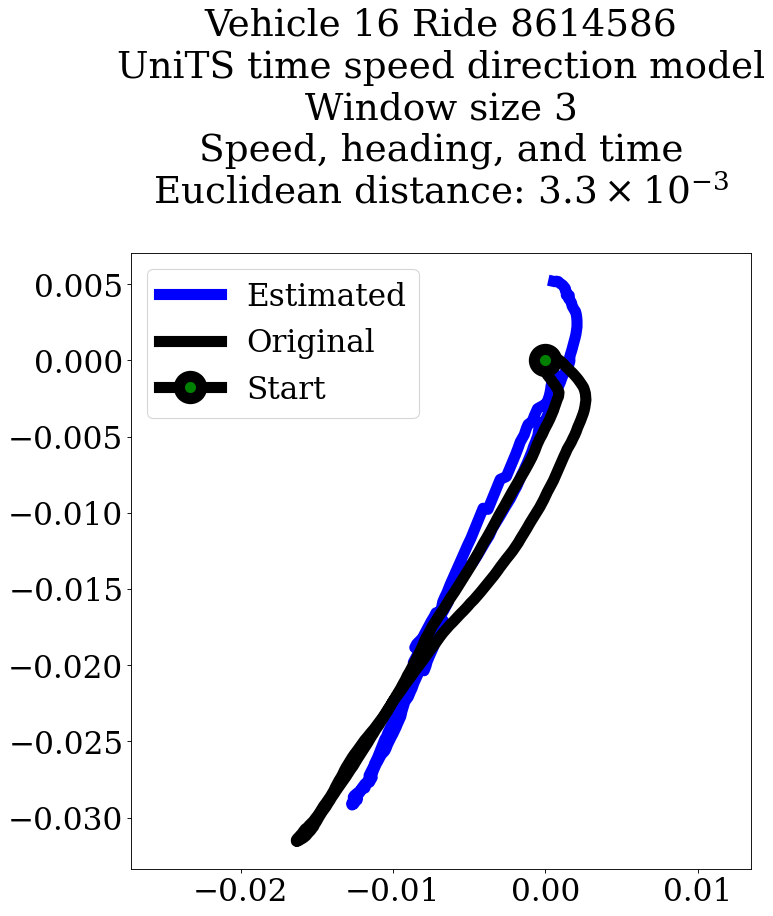 Vehicle 16 Ride 8614586
UniTS time speed direction model
Window size 3
Speed, heading, and time
Euclidean distance: 3.3 × 10⁻³
Estimated
Original
Start
0.005
0.000
−0.005
−0.010
−0.015
−0.020
−0.025
−0.030
−0.02
−0.01
0.00
0.01